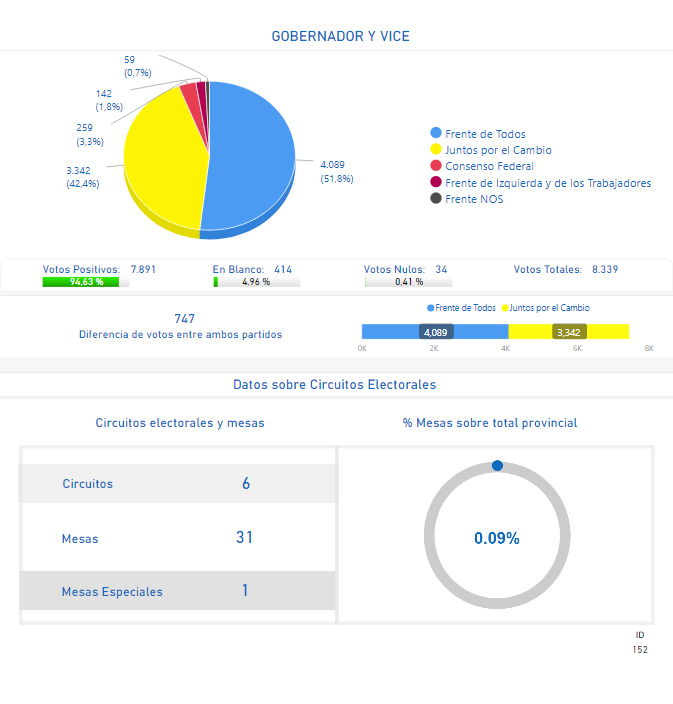 GOBERNADOR Y VICE
59
(0,7%)
142
(1,8%)
259
(3,3%)
3.342
(42,4%)
4.089
(51,8%)
Frente de Todos
Juntos por el Cambio
Consenso Federal
Frente de Izquierda y de los Trabajadores
Frente NOS
Votos Positivos: 7.891
94,63 %
En Blanco: 414
4,96 %
Votos Nulos: 34
0,41 %
Votos Totales: 8.339
747
Diferencia de votos entre ambos partidos
Frente de Todos Juntos por el Cambio
4,089 3,342
0K 2K 4K 6K 8K
Datos sobre Circuitos Electorales
Circuitos electorales y mesas
Circuitos 6
Mesas 31
Mesas Especiales 1
% Mesas sobre total provincial
0.09%
ID
152